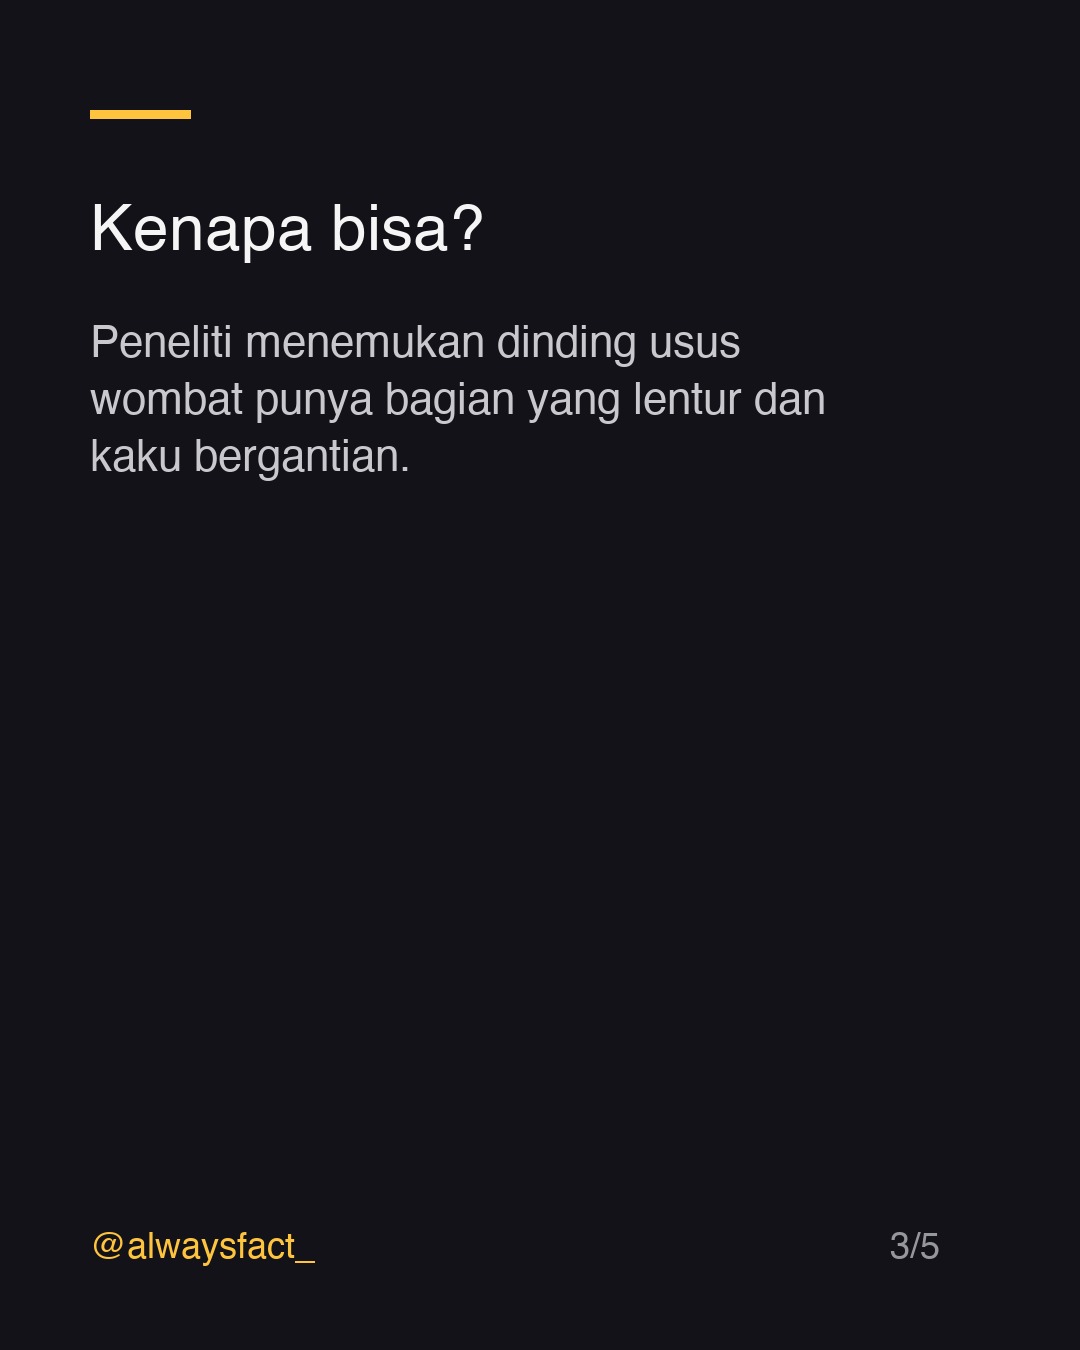 Kenapa bisa?
Peneliti menemukan dinding usus
wombat punya bagian yang lentur dan
kaku bergantian.
@alwaysfact_
3/5